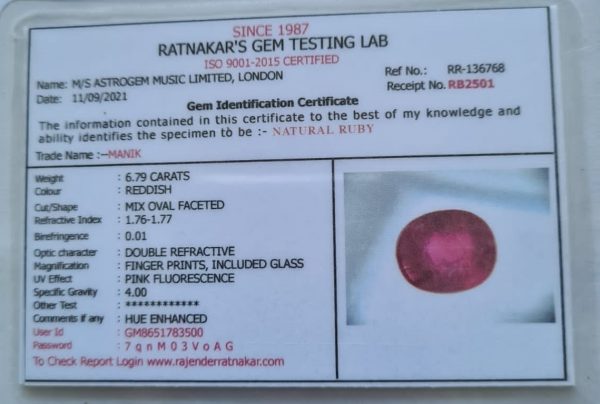 SINCE 1987
RATNAKAR'S GEM TESTING LAB
ISO 9001-2015 CERTIFIED
Name: M/S ASTROGEM MUSIC LIMITED, LONDON
Ref No.: RR-136768
Date: 11/09/2021
Receipt No. RB2501
Gem Identification Certificate
The information contained in this certificate to the best of my knowledge and
ability identifies the specimen to be :- NATURAL RUBY
Trade Name :-MANIK
Weight : 6.79 CARATS
Colour : REDDISH
Cut/Shape : MIX OVAL FACETED
Refractive Index : 1.76-1.77
Birefringence : 0.01
Optic character : DOUBLE REFRACTIVE
Magnification : FINGER PRINTS, INCLUDED GLASS
UV Effect : PINK FLUORESCENCE
Specific Gravity : 4.00
Other Test : ************
Comments if any : HUE ENHANCED
User Id : GM8651783500
Password : 7qnM03VoAG
To Check Report Login www.rajenderratnakar.com